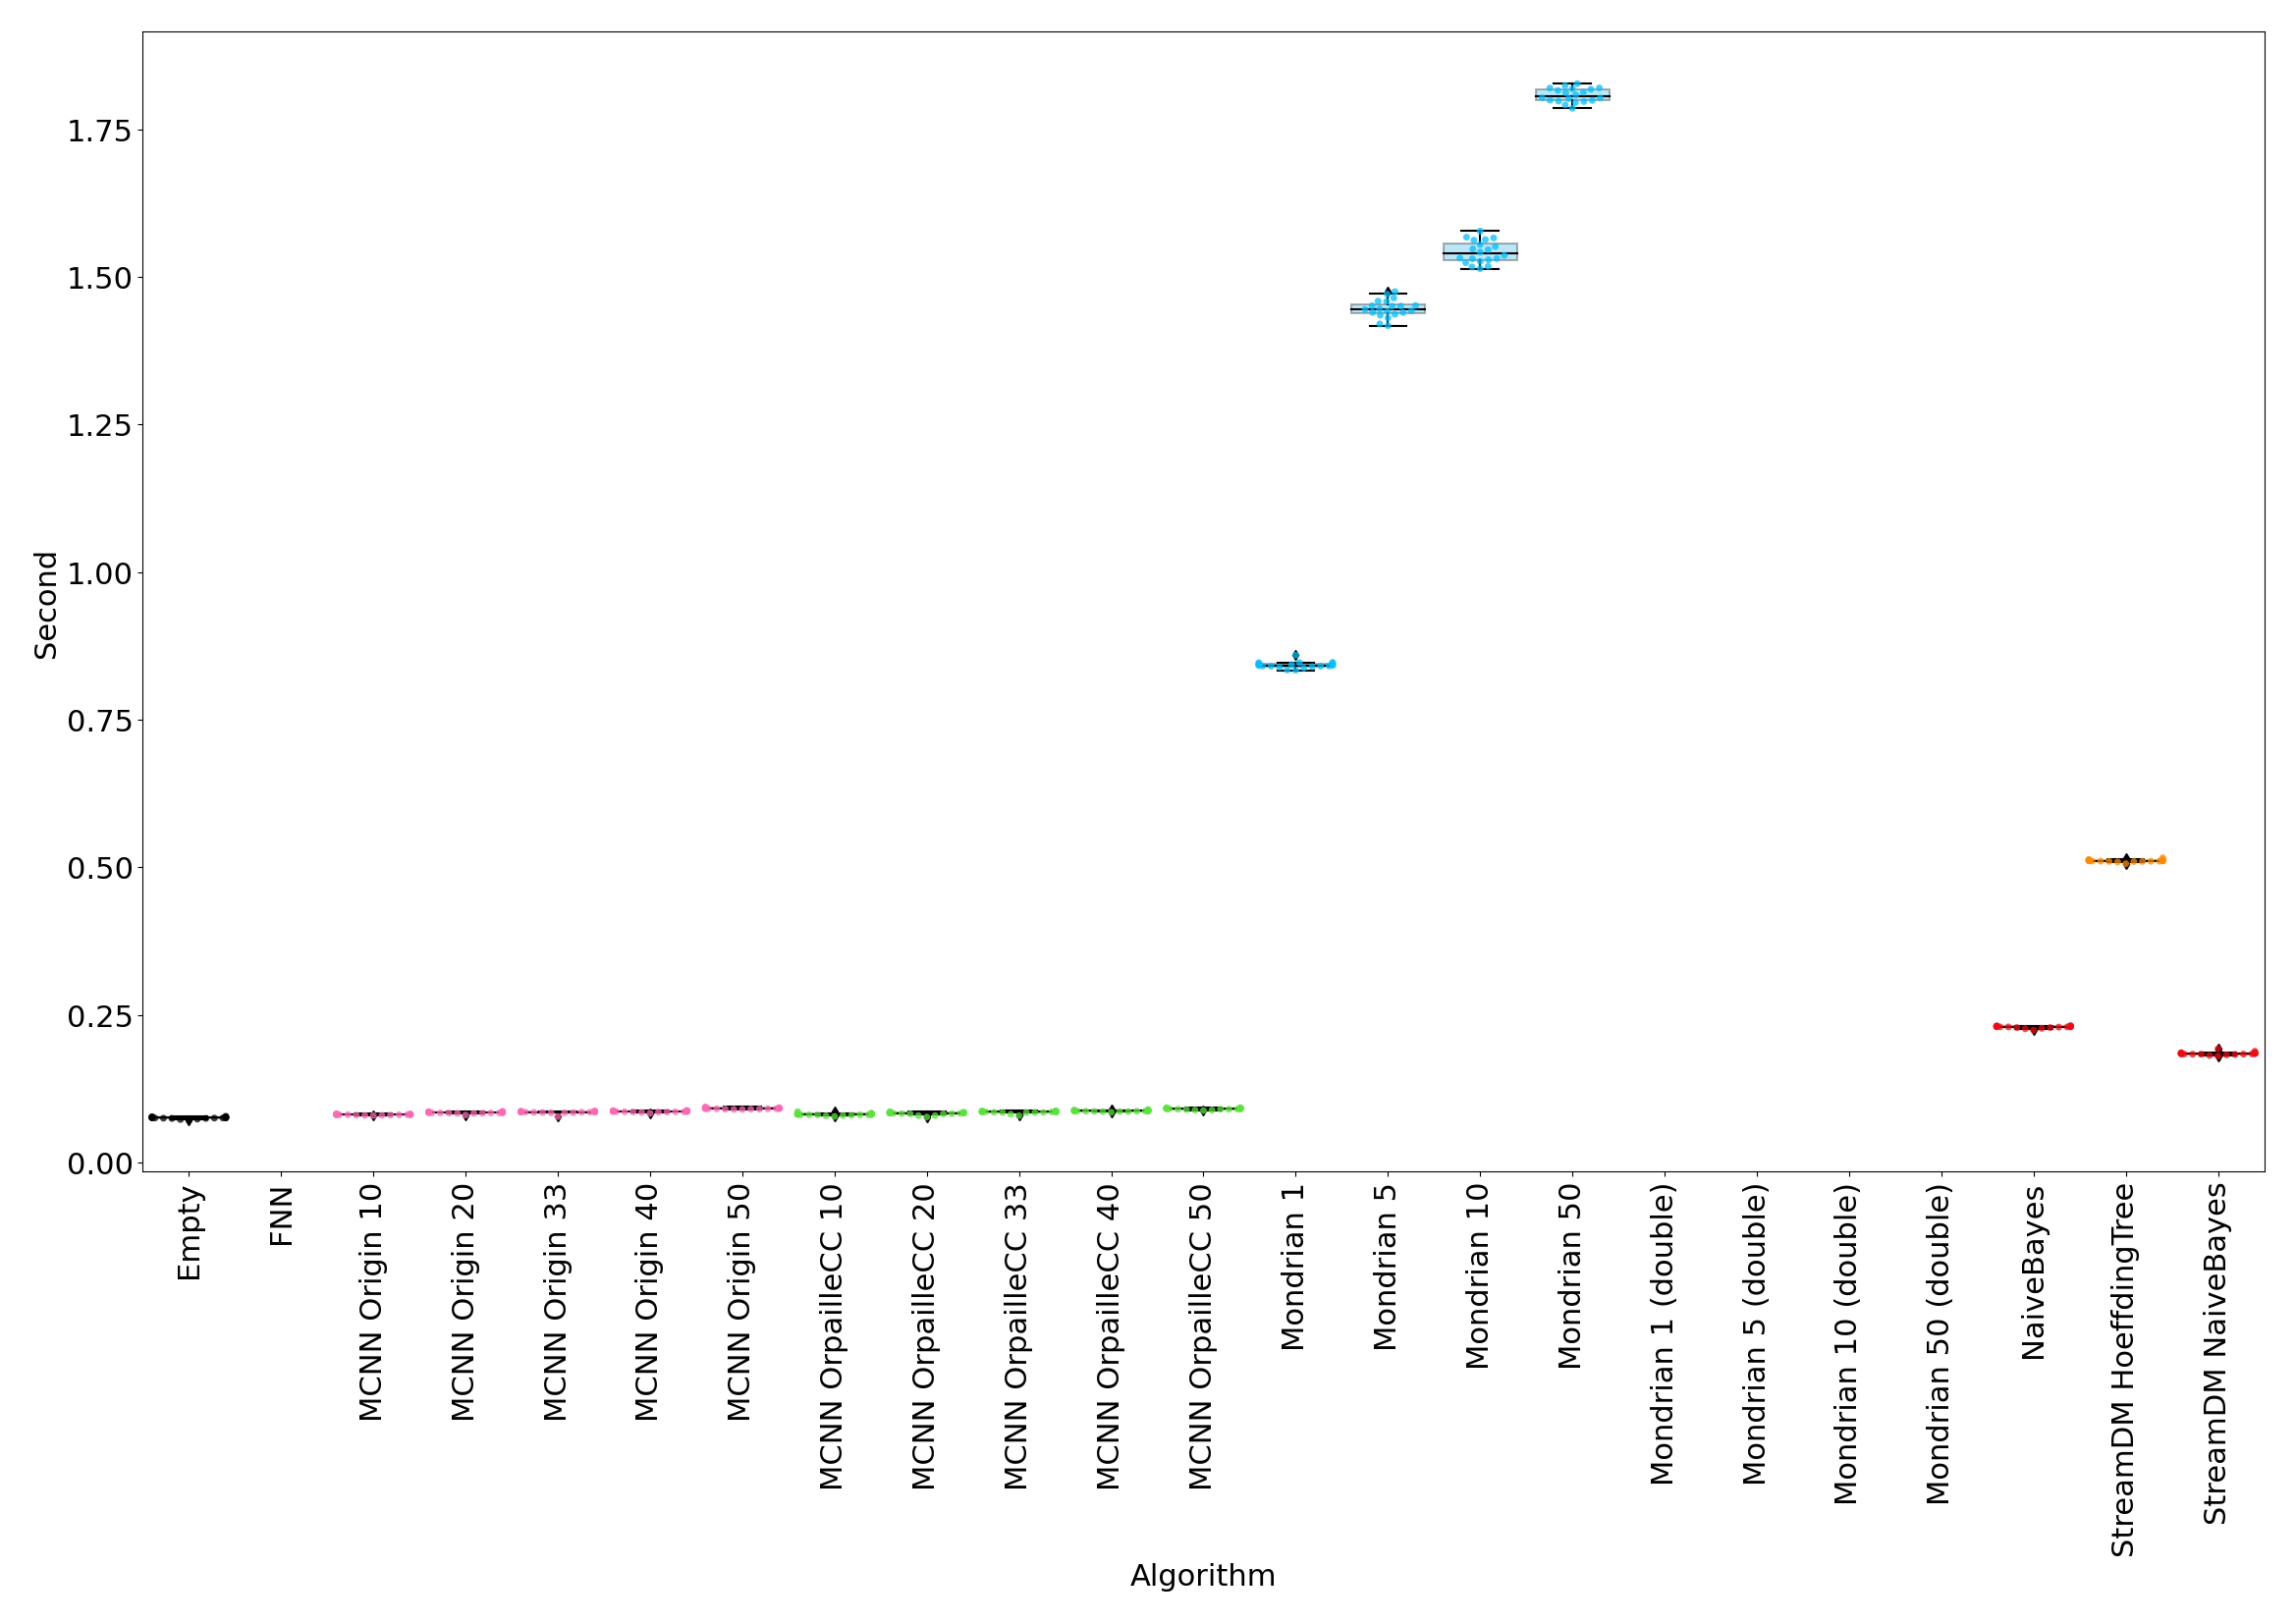 Second
1.75
1.50
1.25
1.00
0.75
0.50
0.25
0.00
Empty
FNN
MCNN Origin 10
MCNN Origin 20
MCNN Origin 33
MCNN Origin 40
MCNN Origin 50
MCNN OrpailleCC 10
MCNN OrpailleCC 20
MCNN OrpailleCC 33
MCNN OrpailleCC 40
MCNN OrpailleCC 50
Mondrian 1
Mondrian 5
Mondrian 10
Mondrian 50
Mondrian 1 (double)
Mondrian 5 (double)
Mondrian 10 (double)
Mondrian 50 (double)
NaiveBayes
StreamDM HoeffdingTree
StreamDM NaiveBayes
Algorithm